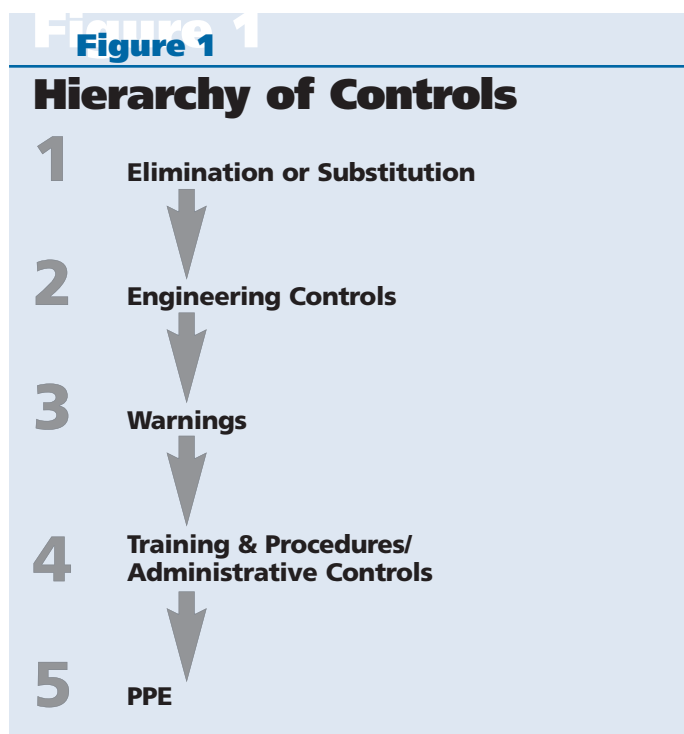 Figure 1
Figure 1
Hierarchy of Controls
1 Elimination or Substitution
2 Engineering Controls
3 Warnings
4 Training & Procedures/
Administrative Controls
5 PPE